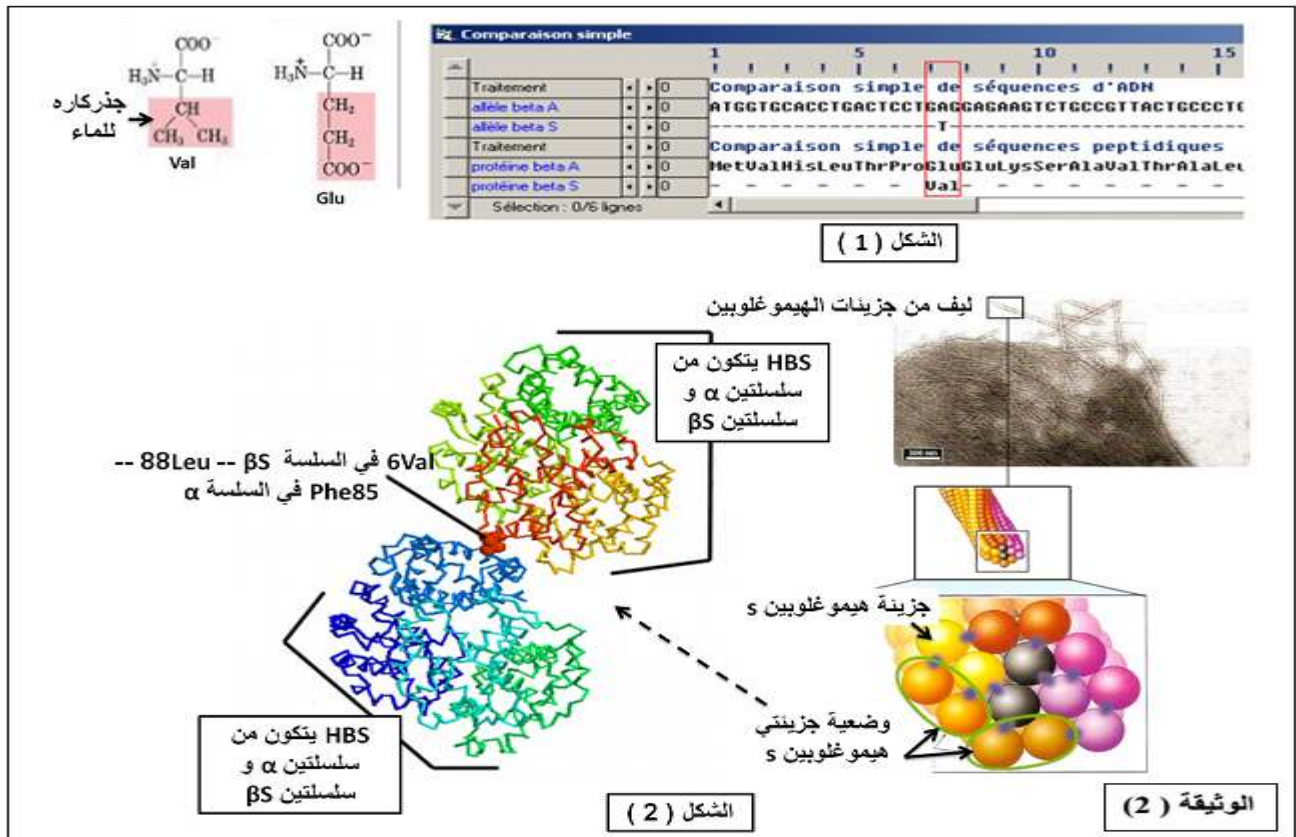 COO⁻
H₃N⁺–C–H
CH
CH₃ CH₃
Val
جذركاره
للماء
COO⁻
H₃N⁺–C–H
CH₂
CH₂
COO⁻
Glu
Comparaison simple
1 5 10 15
Traitement 0 Comparaison simple de séquences d'ADN
allèle beta A 0 ATGGTGCACCTGACTCCTGAGGAGAAGTCTGCCGTTACTGCCCTG
allèle beta S 0 --------------------T-
Traitement 0 Comparaison simple de séquences peptidiques
protéine beta A 0 MetValHisLeuThrProGluGluLysSerAlaValThrAlaLeu
protéine beta S 0 - - - - - - Val - - - - - - - -
Sélection : 0/6 lignes
الشكل ( 1 )
ليف من جزيئات الهيموغلوبين
HBS يتكون من
سلسلتين α و
سلسلتين βS
6Val في السلسة βS -- 88Leu --
Phe85 في السلسة α
جزيئة هيموغلوبين s
وضعية جزيئتي
هيموغلوبين s
HBS يتكون من
سلسلتين α و
سلسلتين βS
الشكل ( 2 )
الوثيقة ( 2 )